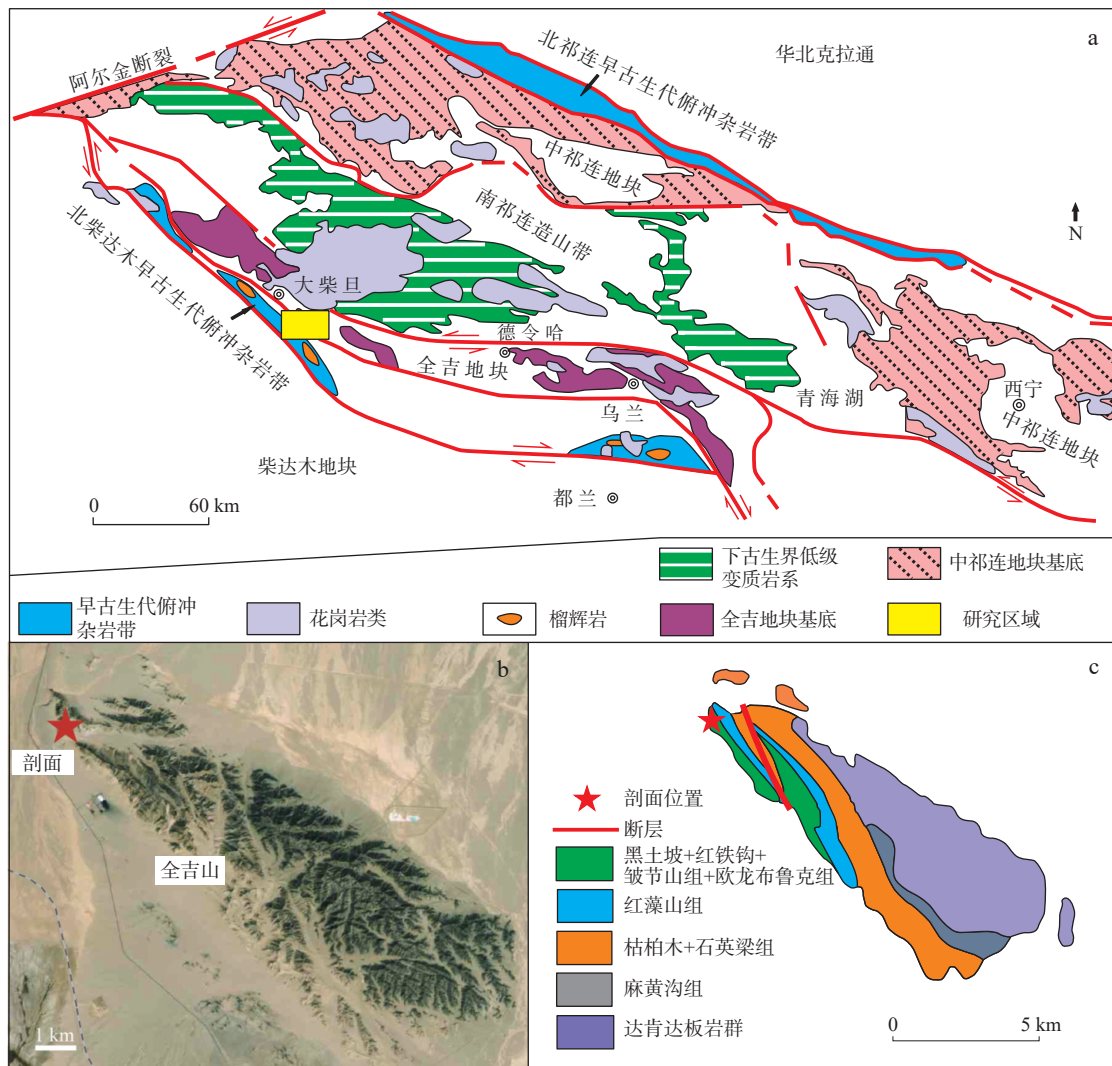 a
华北克拉通
阿尔金断裂
北祁连早古生代俯冲杂岩带
中祁连地块
南祁连造山带
N
北柴达木早古生代俯冲杂岩带
大柴旦
德令哈
全吉地块
乌兰
青海湖
西宁
中祁连地块
柴达木地块
都兰
0
60 km
下古生界低级
变质岩系
中祁连地块基底
早古生代俯冲
杂岩带
花岗岩类
榴辉岩
全吉地块基底
研究区域
b
剖面
全吉山
1 km
c
剖面位置
断层
黑土坡+红铁钩+
皱节山组+欧龙布鲁克组
红藻山组
枯柏木+石英梁组
麻黄沟组
达肯达板岩群
0
5 km